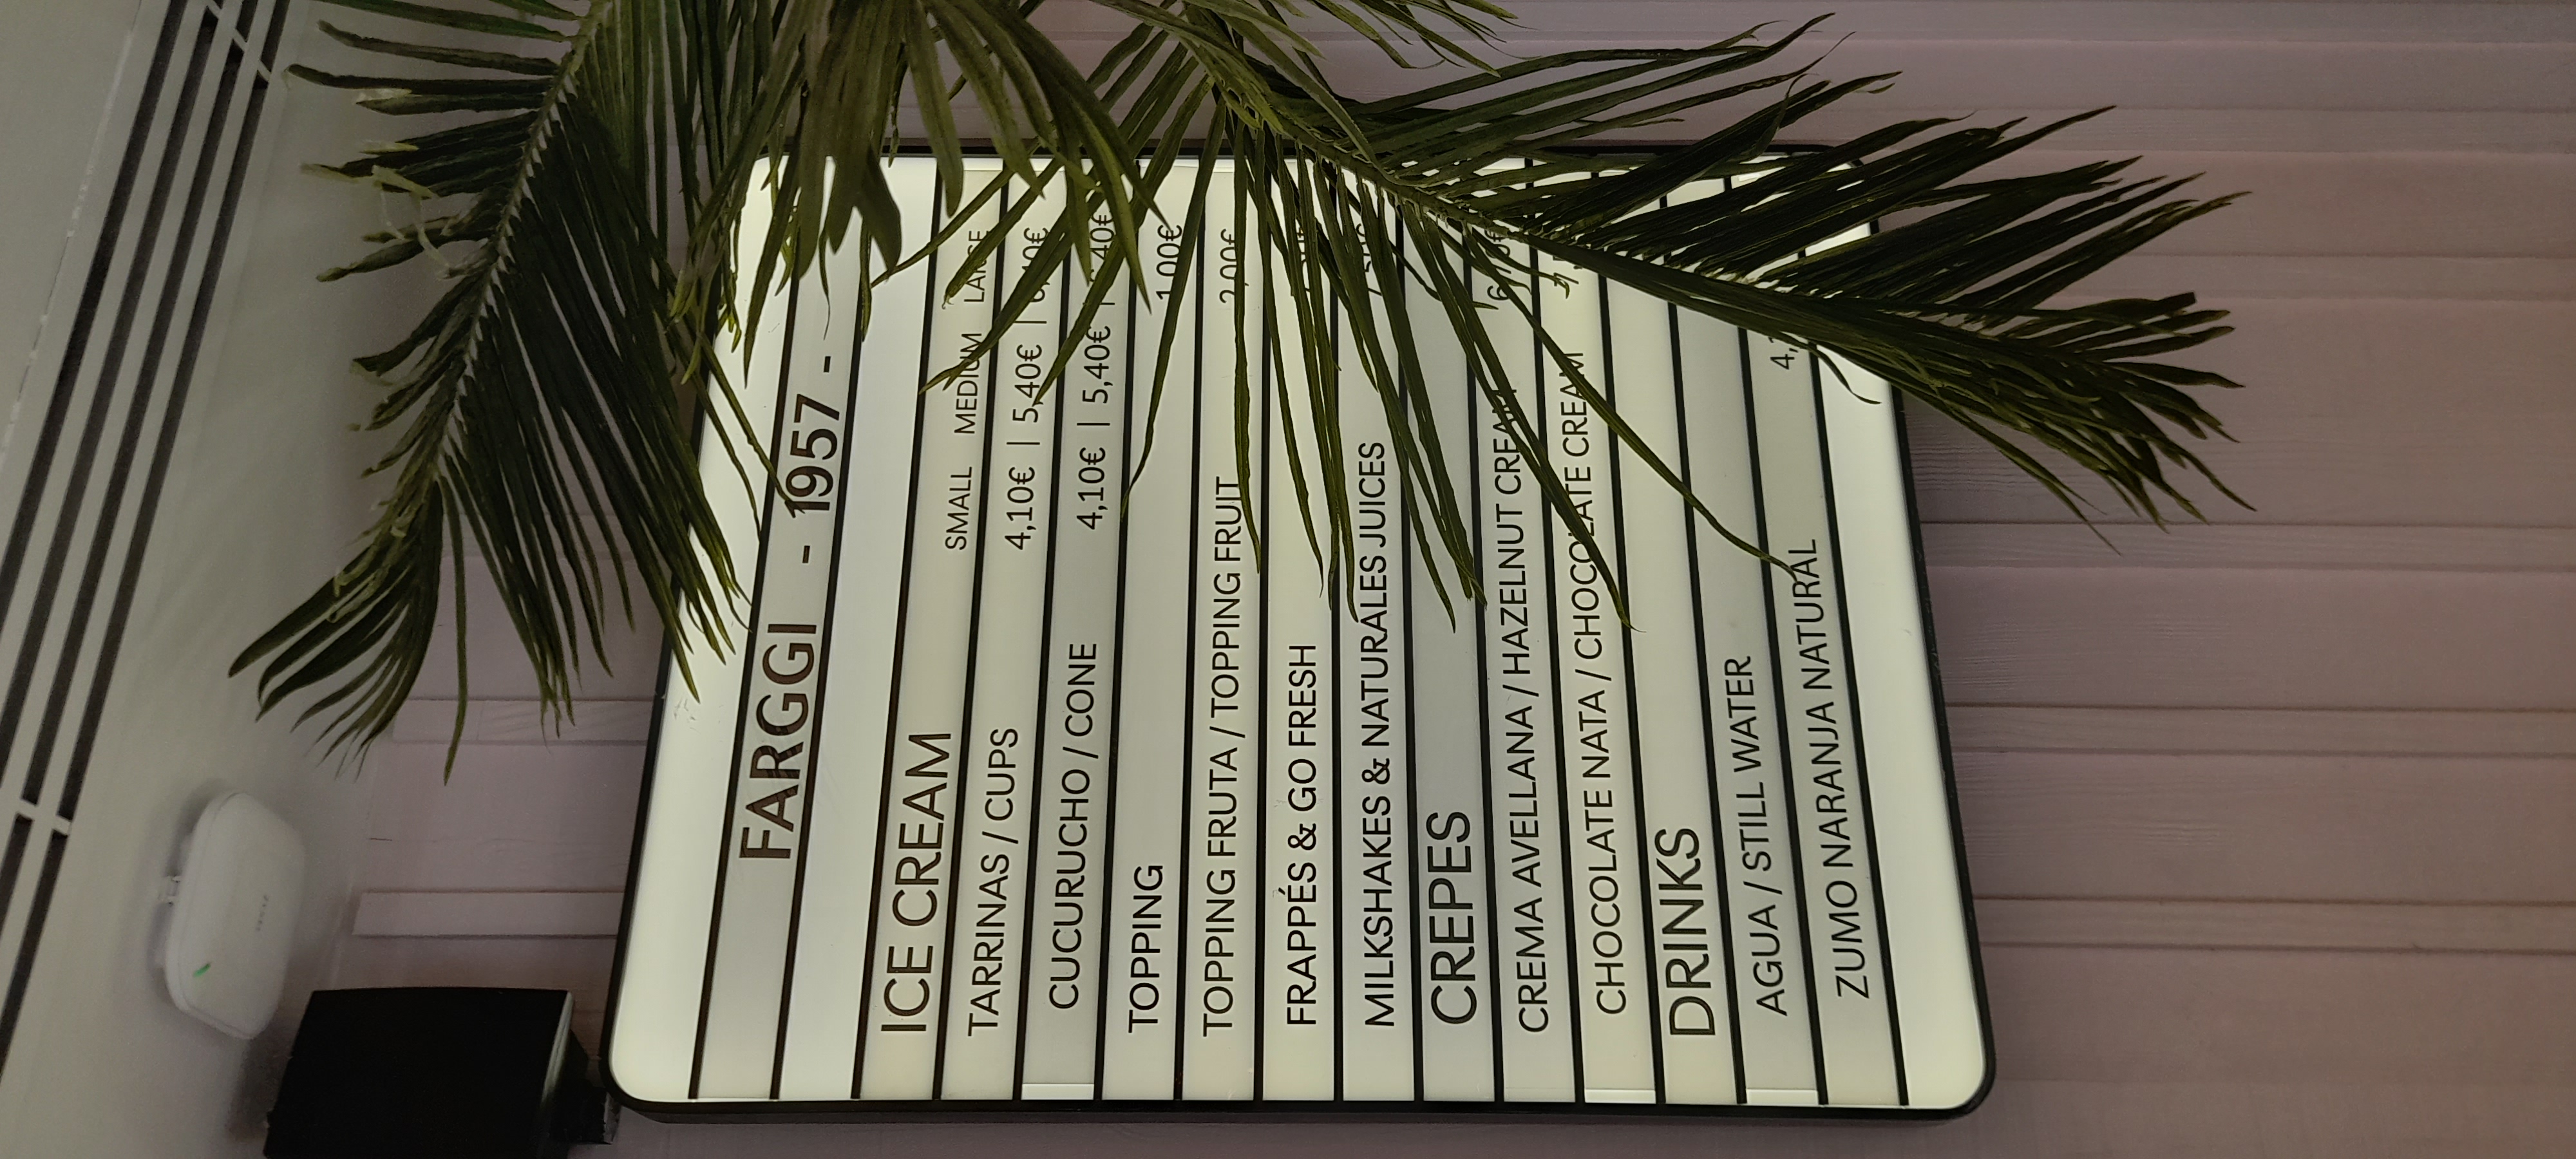 FARGGI - 1957 -
ICE CREAM SMALL MEDIUM LARGE
TARRINAS / CUPS 4,10€ | 5,40€ |
CUCURUCHO / CONE 4,10€ | 5,40€ |
TOPPING 1,00€
TOPPING FRUTA / TOPPING FRUIT 2,00€
FRAPPÉS & GO FRESH
MILKSHAKES & NATURALES JUICES
CREPES
CREMA AVELLANA / HAZELNUT CREAM
CHOCOLATE NATA / CHOCOLATE CREAM
DRINKS
AGUA / STILL WATER
ZUMO NARANJA NATURAL